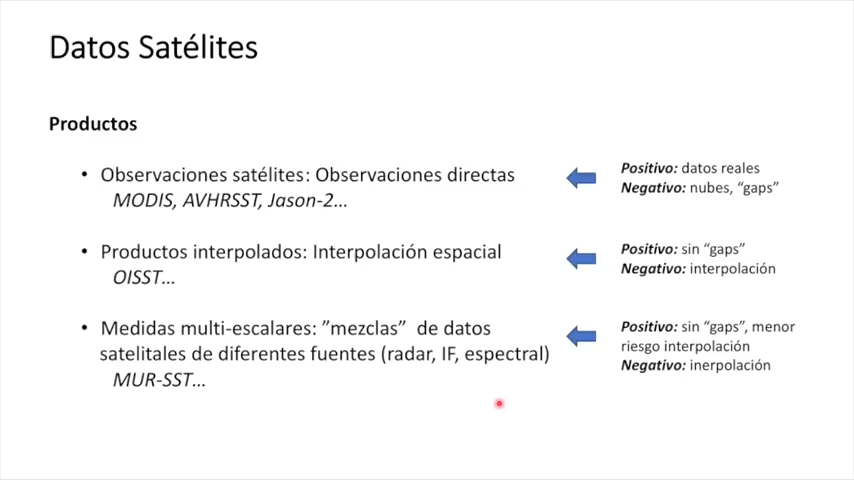 Datos Satélites
Productos
• Observaciones satélites: Observaciones directas
MODIS, AVHRSST, Jason-2...
Positivo: datos reales
Negativo: nubes, “gaps”
• Productos interpolados: Interpolación espacial
OISST...
Positivo: sin “gaps”
Negativo: interpolación
• Medidas multi-escalares: ”mezclas” de datos
satelitales de diferentes fuentes (radar, IF, espectral)
MUR-SST...
Positivo: sin “gaps”, menor
riesgo interpolación
Negativo: inerpolación